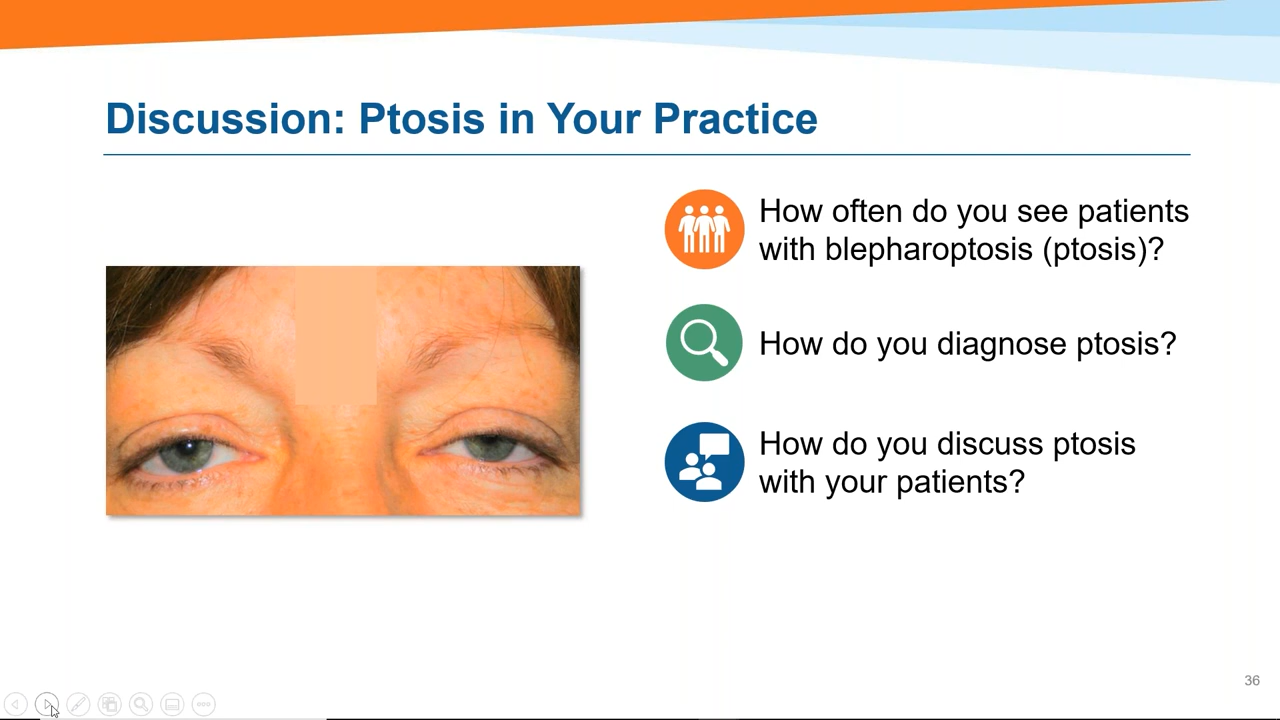 Discussion: Ptosis in Your Practice
How often do you see patients
with blepharoptosis (ptosis)?
How do you diagnose ptosis?
How do you discuss ptosis
with your patients?
36